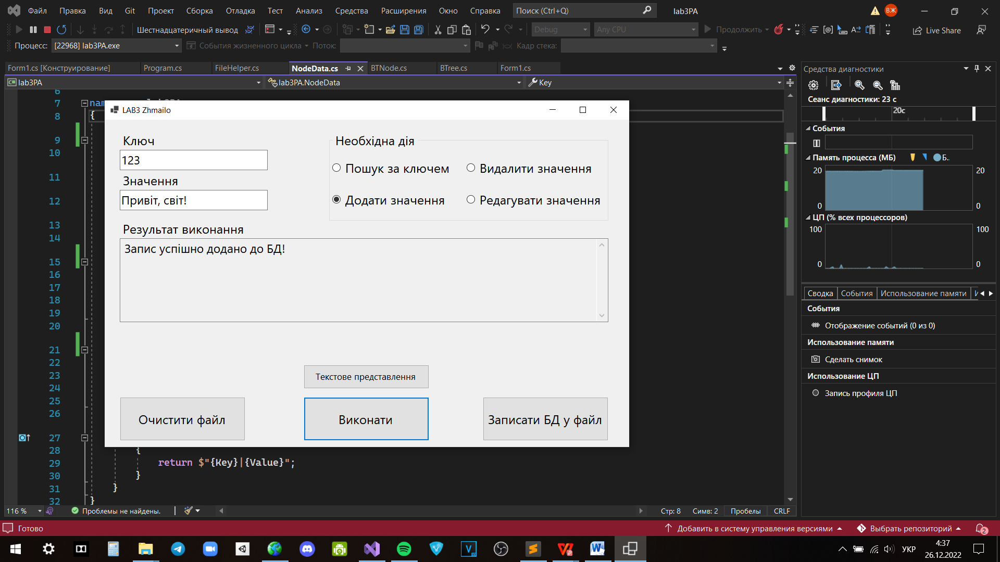 Файл Правка Вид Git Проект Сборка Отладка Тест Анализ Средства Расширения Окно Справка Поиск (Ctrl+Q) lab3PA ВЖ
Шестнадцатеричный вывод Debug Any CPU Продолжить Live Share
Процесс: [22968] lab3PA.exe События жизненного цикла Поток: Кадр стека:
Form1.cs [Конструирование] Program.cs FileHelper.cs NodeData.cs BTNode.cs BTree.cs Form1.cs
lab3PA lab3PA.NodeData Key
6
7
8
{
9
10
11
12
13
14
15
16
17
18
19
20
21
22
23
24
25
26
27
28 {
29 return $"{Key}|{Value}";
30 }
31 }
32 }
LAB3 Zhmailo
Ключ
123
Значення
Привіт, світ!
Необхідна дія
Пошук за ключем Видалити значення
Додати значення Редагувати значення
Результат виконання
Запис успішно додано до БД!
Текстове представлення
Очистити файл Виконати Записати БД у файл
Средства диагностики
Сеанс диагностики: 23 с
20с
События
Память процесса (МБ) Б..
20 20
0 0
ЦП (% всех процессоров)
100 100
0 0
Сводка События Использование памяти
События
Отображение событий (0 из 0)
Использование памяти
Сделать снимок
Использование ЦП
Запись профиля ЦП
116 % Проблемы не найдены. Стр: 8 Симв: 2 Пробелы CRLF
Готово Добавить в систему управления версиями Выбрать репозиторий 2
УКР 4:37
26.12.2022